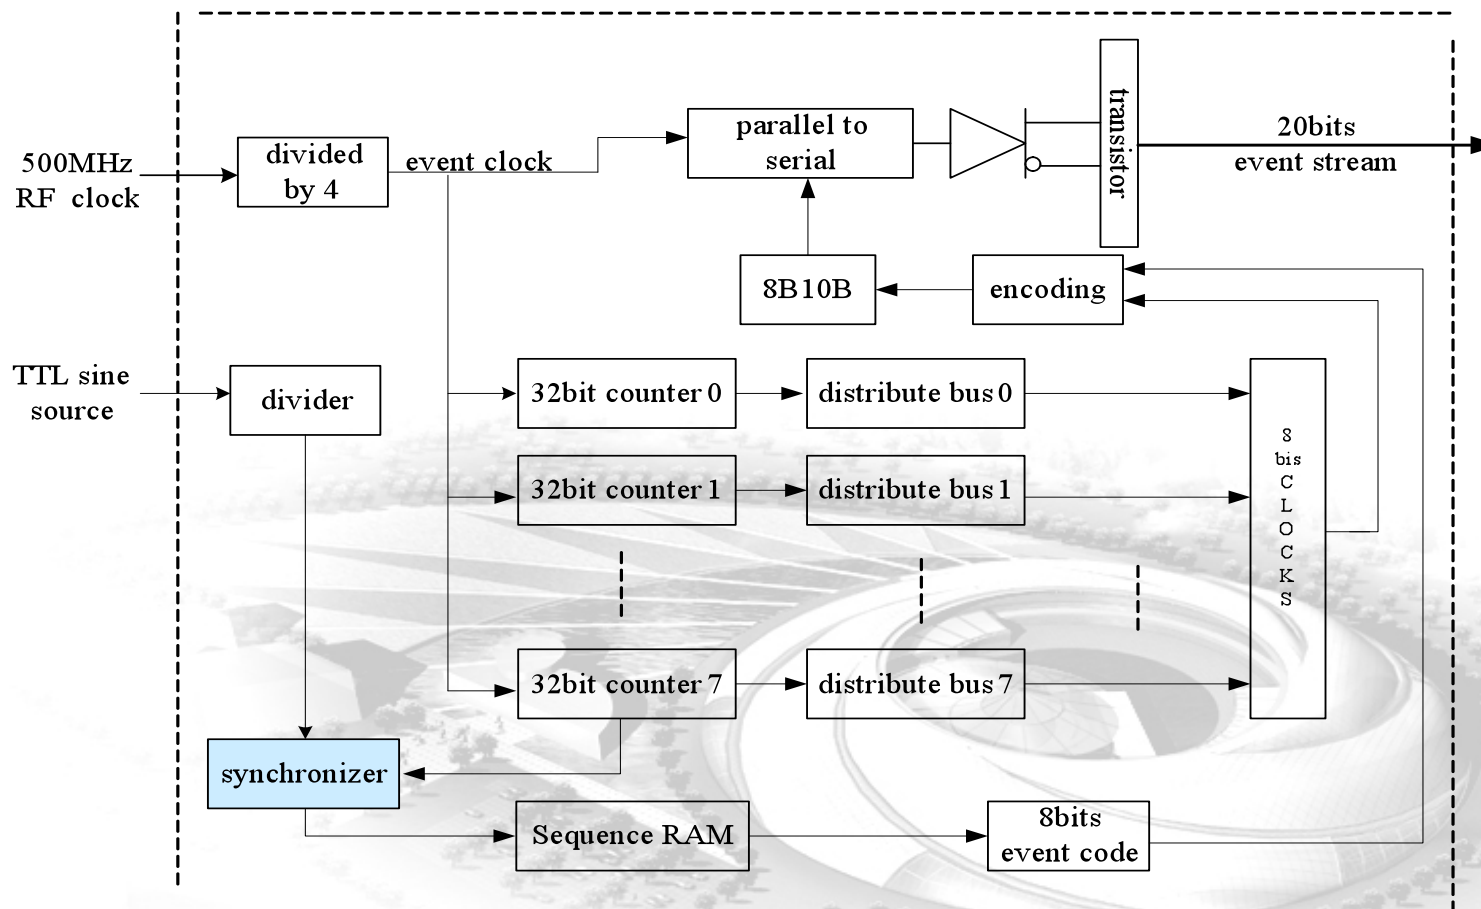 500MHz
RF clock
divided
by 4
event clock
parallel to
serial
transistor
20bits
event stream
8B10B
encoding
TTL sine
source
divider
32bit counter 0
distribute bus 0
32bit counter 1
distribute bus 1
8
bis
C
L
O
C
K
S
32bit counter 7
distribute bus 7
synchronizer
Sequence RAM
8bits
event code